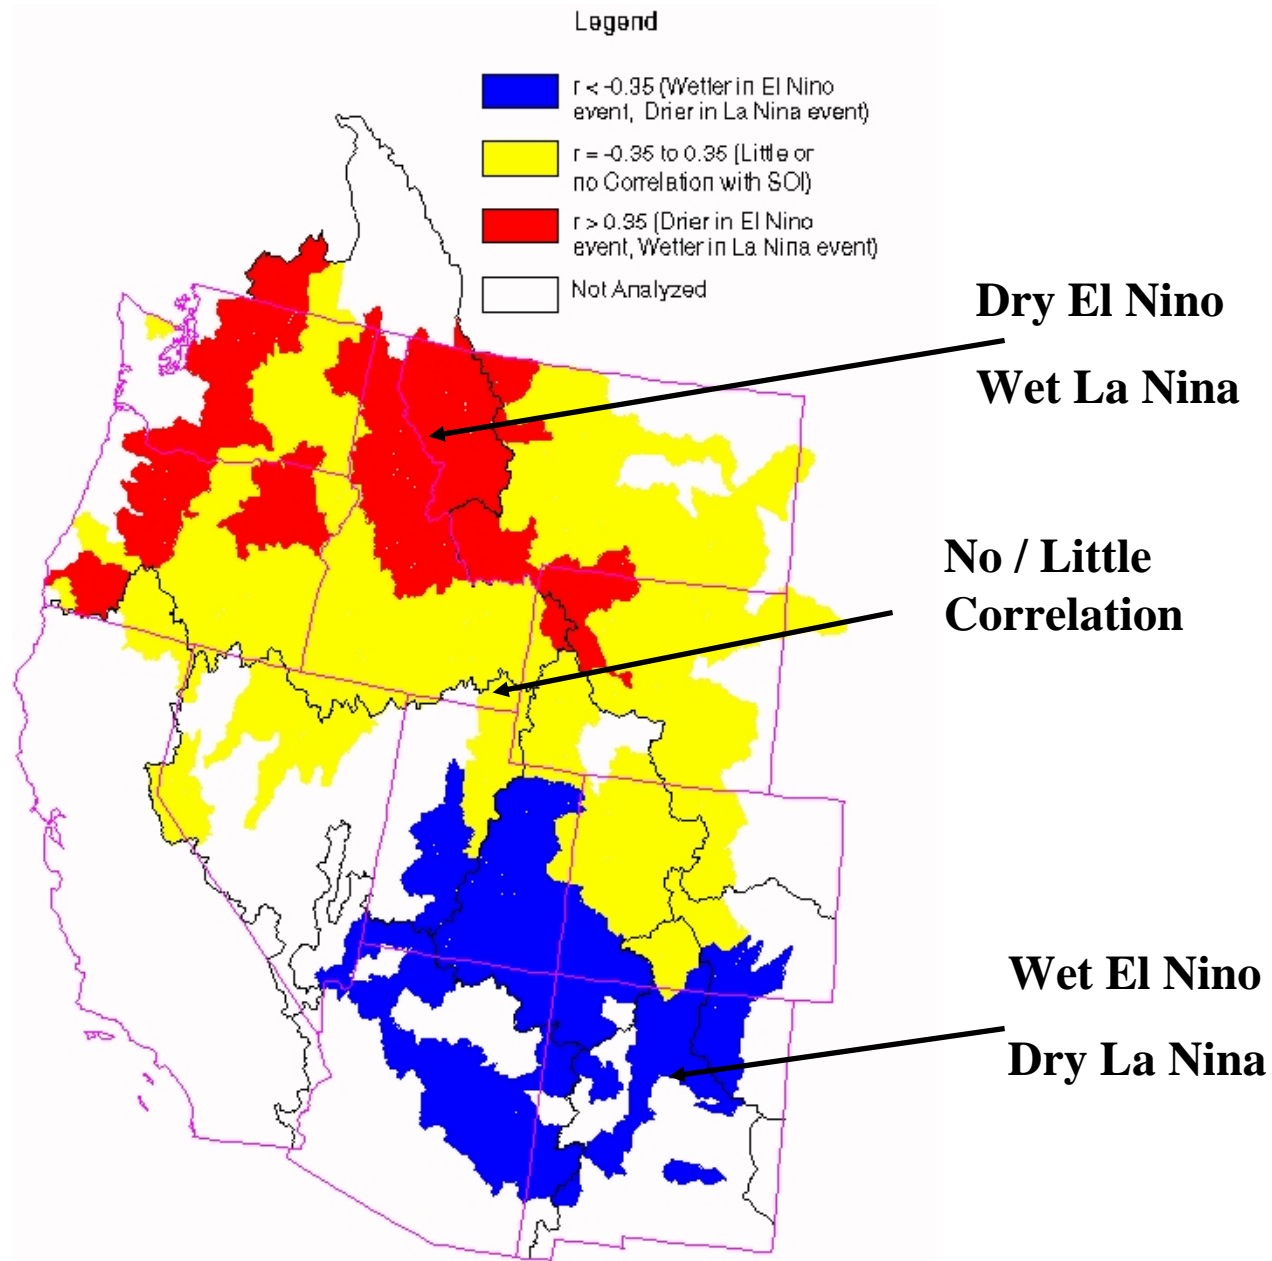 Legend
r < -0.35 (Wetter in El Nino
event, Drier in La Nina event)
r = -0.35 to 0.35 (Little or
no Correlation with SOI)
r > 0.35 (Drier in El Nino
event, Wetter in La Nina event)
Not Analyzed
Dry El Nino
Wet La Nina
No / Little
Correlation
Wet El Nino
Dry La Nina